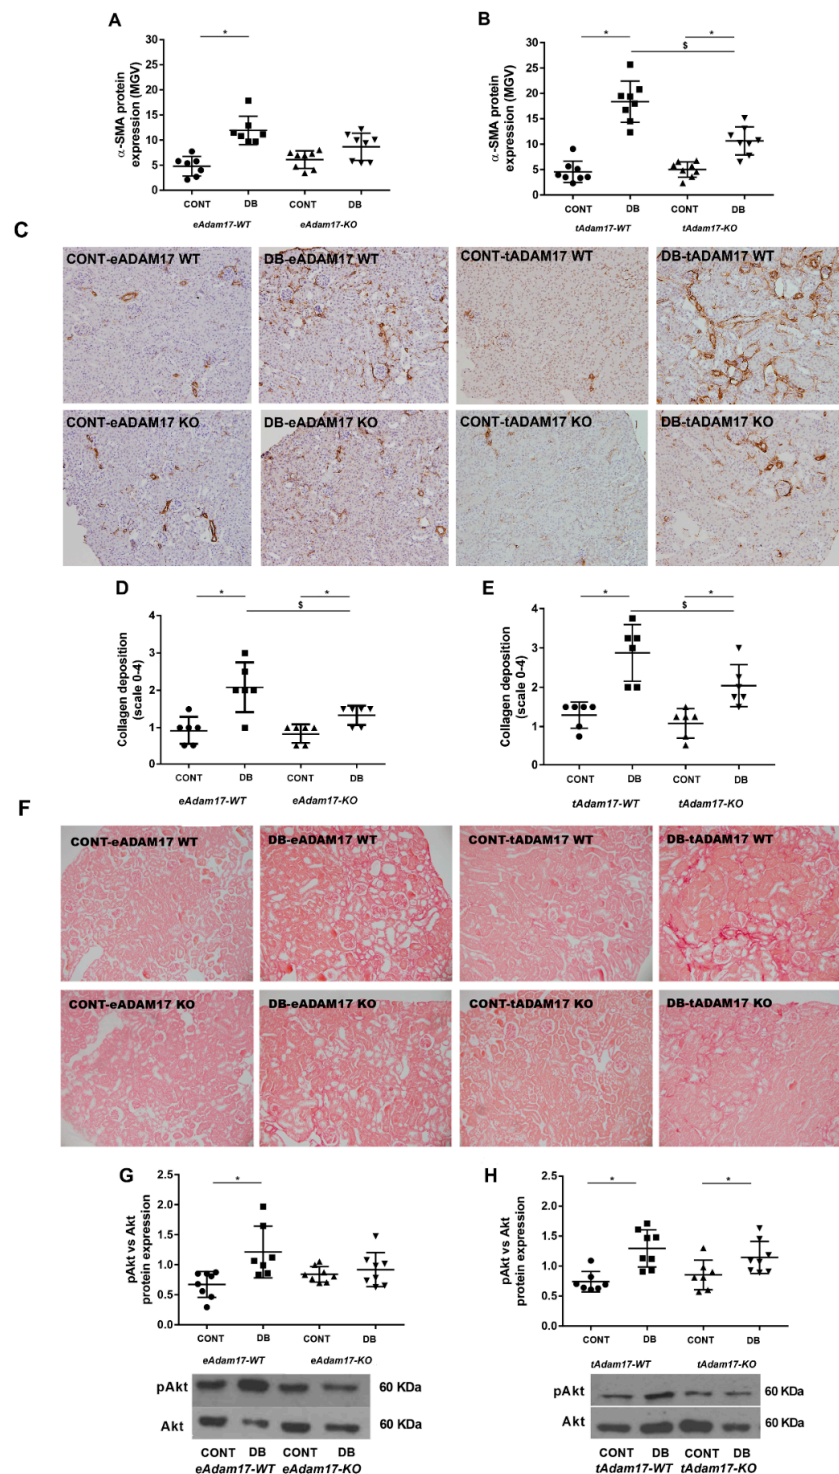 A
*
α-SMA protein
expression (MGV)
30
25
20
15
10
5
0
CONT DB CONT DB
eAdam17-WT eAdam17-KO
B
* *
$
α-SMA protein
expression (MGV)
30
25
20
15
10
5
0
CONT DB CONT DB
tAdam17-WT tAdam17-KO
C
CONT-eADAM17 WT DB-eADAM17 WT CONT-tADAM17 WT DB-tADAM17 WT
CONT-eADAM17 KO DB-eADAM17 KO CONT-tADAM17 KO DB-tADAM17 KO
D
* *
$
Collagen deposition
(scale 0-4)
4
3
2
1
0
CONT DB CONT DB
eAdam17-WT eAdam17-KO
E
* *
$
Collagen deposition
(scale 0-4)
4
3
2
1
0
CONT DB CONT DB
tAdam17-WT tAdam17-KO
F
CONT-eADAM17 WT DB-eADAM17 WT CONT-tADAM17 WT DB-tADAM17 WT
CONT-eADAM17 KO DB-eADAM17 KO CONT-tADAM17 KO DB-tADAM17 KO
G
*
pAkt vs Akt
protein expression
2.5
2.0
1.5
1.0
0.5
0.0
CONT DB CONT DB
eAdam17-WT eAdam17-KO
pAkt 60 KDa
Akt 60 KDa
CONT DB CONT DB
eAdam17-WT eAdam17-KO
H
* *
pAkt vs Akt
protein expression
2.5
2.0
1.5
1.0
0.5
0.0
CONT DB CONT DB
tAdam17-WT tAdam17-KO
pAkt 60 KDa
Akt 60 KDa
CONT DB CONT DB
tAdam17-WT tAdam17-KO